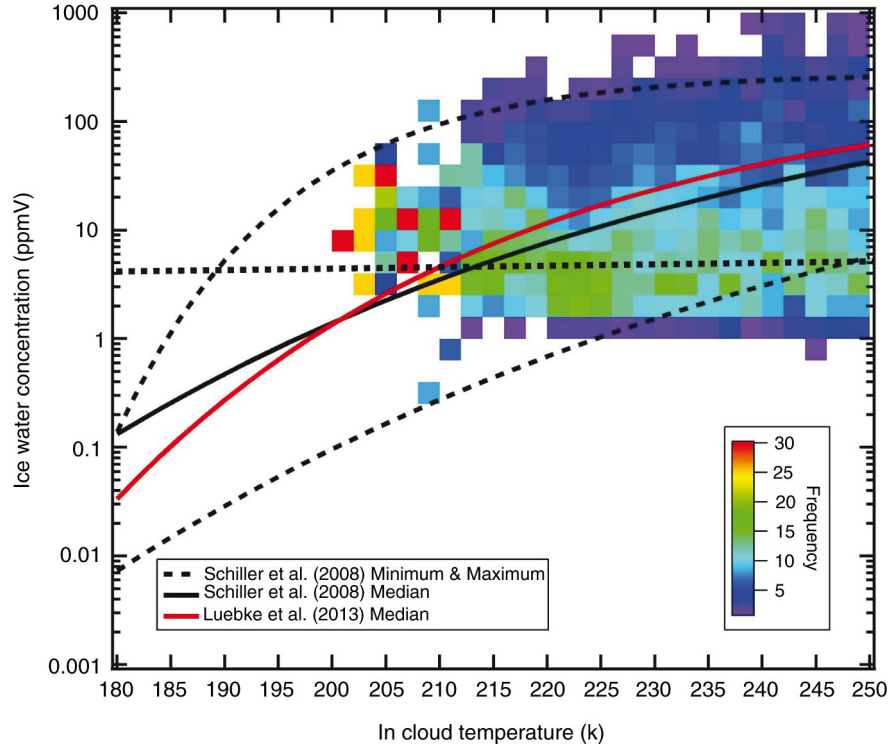 1000
100
10
1
0.1
0.01
0.001
Ice water concentration (ppmV)
180 185 190 195 200 205 210 215 220 225 230 235 240 245 250
In cloud temperature (k)
Schiller et al. (2008) Minimum & Maximum
Schiller et al. (2008) Median
Luebke et al. (2013) Median
30
25
20
15
10
5
Frequency